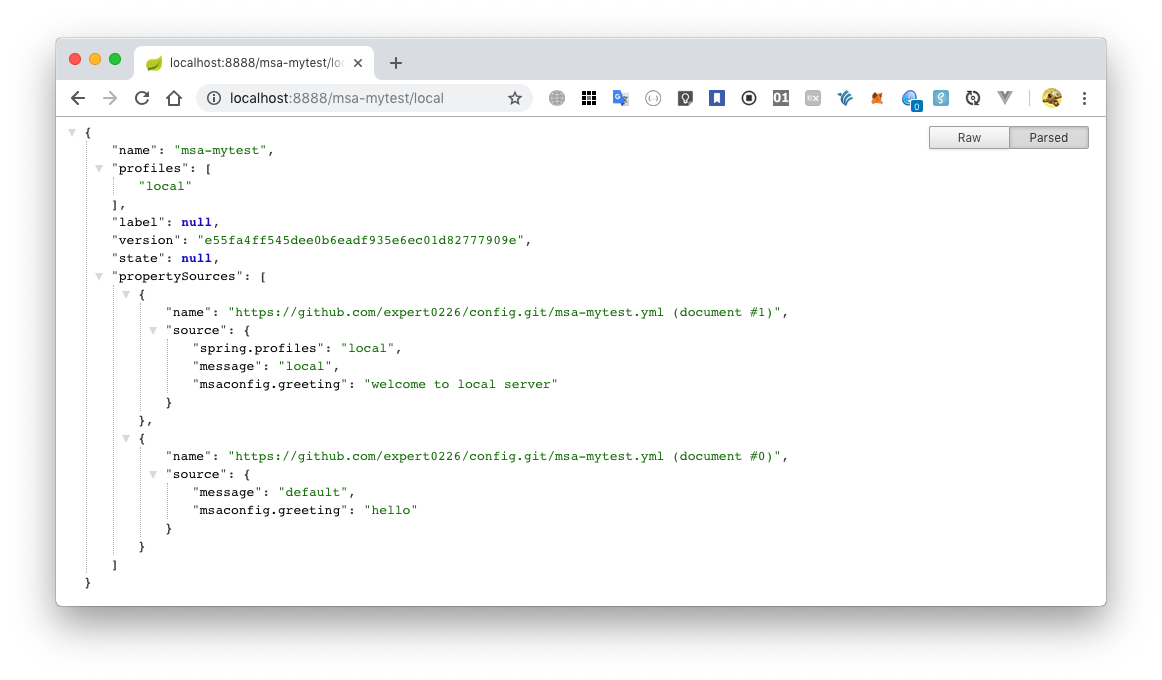 localhost:8888/msa-mytest/loc
localhost:8888/msa-mytest/local
01
EX
0
Raw
Parsed
{
"name": "msa-mytest",
"profiles": [
"local"
],
"label": null,
"version": "e55fa4ff545dee0b6eadf935e6ec01d82777909e",
"state": null,
"propertySources": [
{
"name": "https://github.com/expert0226/config.git/msa-mytest.yml (document #1)",
"source": {
"spring.profiles": "local",
"message": "local",
"msaconfig.greeting": "welcome to local server"
}
},
{
"name": "https://github.com/expert0226/config.git/msa-mytest.yml (document #0)",
"source": {
"message": "default",
"msaconfig.greeting": "hello"
}
}
]
}